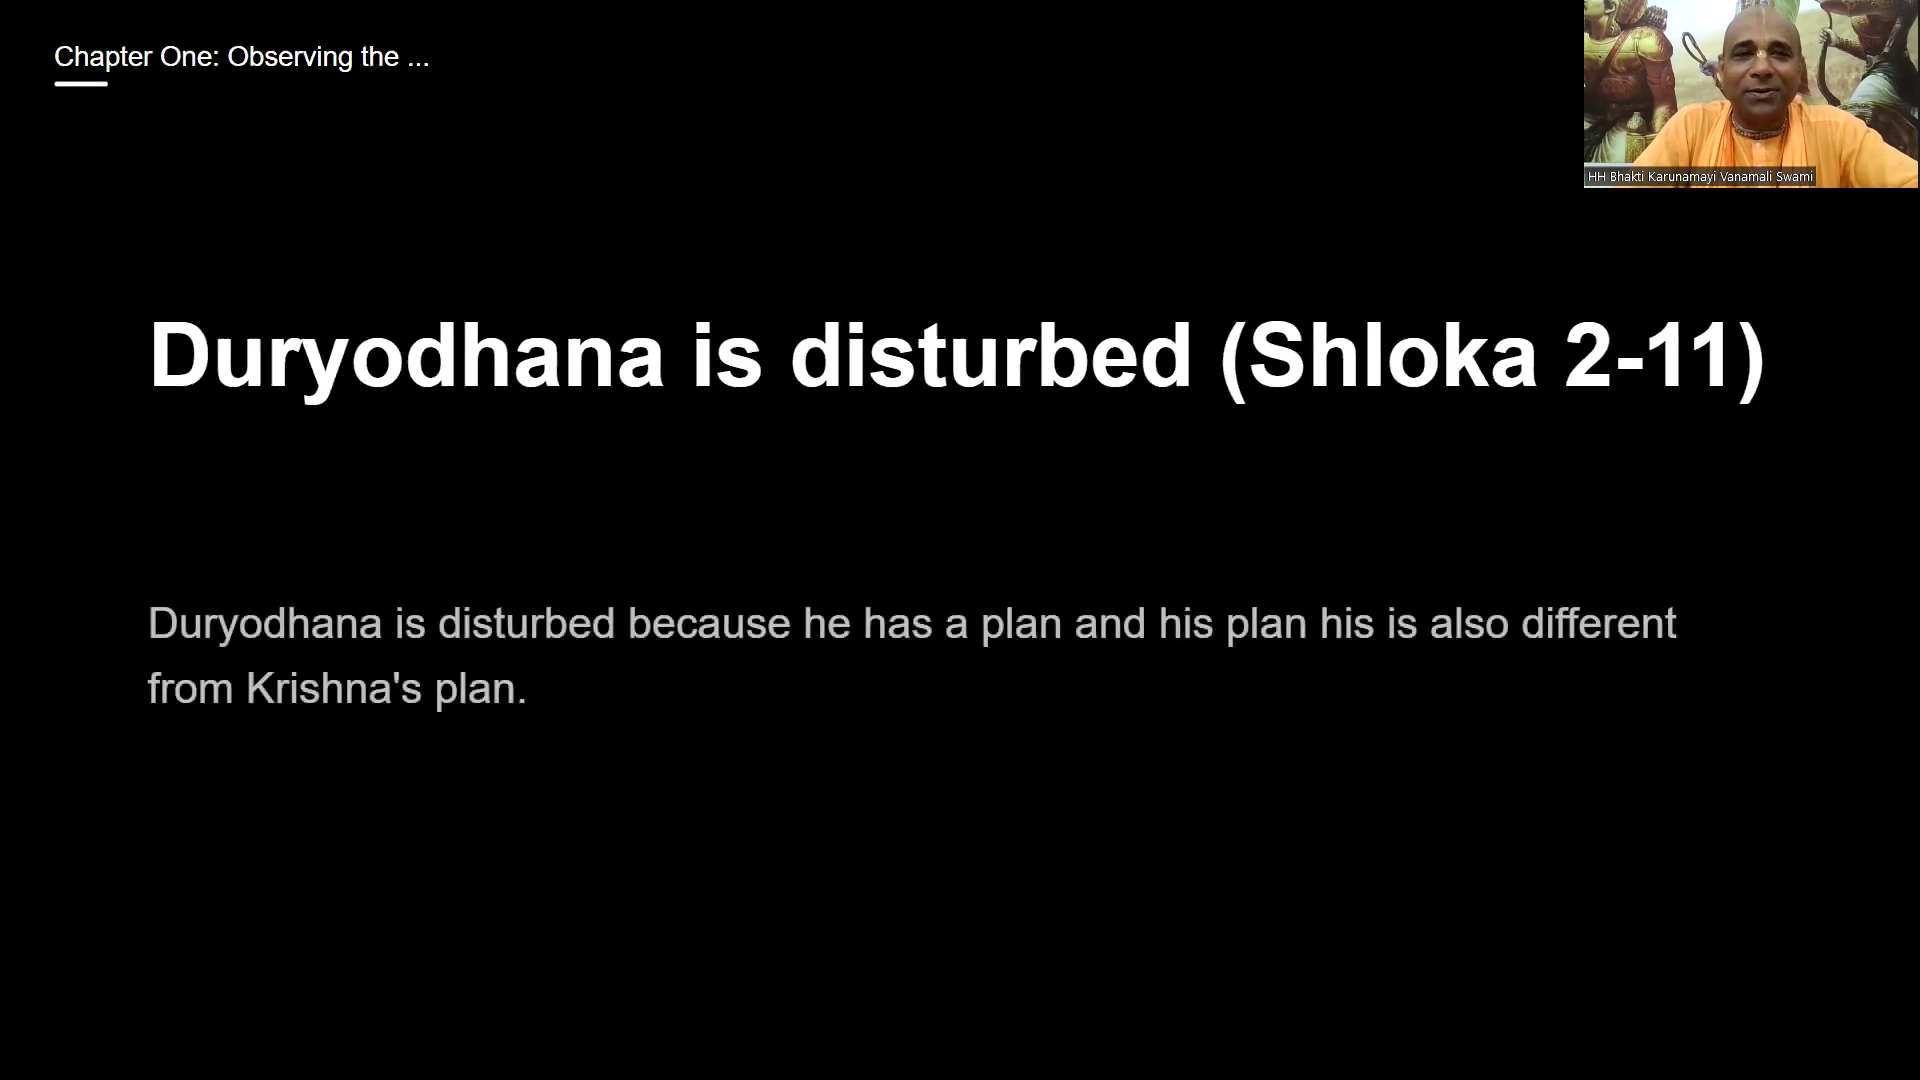 Chapter One: Observing the ...
HH Bhakti Karunamayi Vanamali Swami
Duryodhana is disturbed (Shloka 2-11)
Duryodhana is disturbed because he has a plan and his plan his is also different
from Krishna's plan.